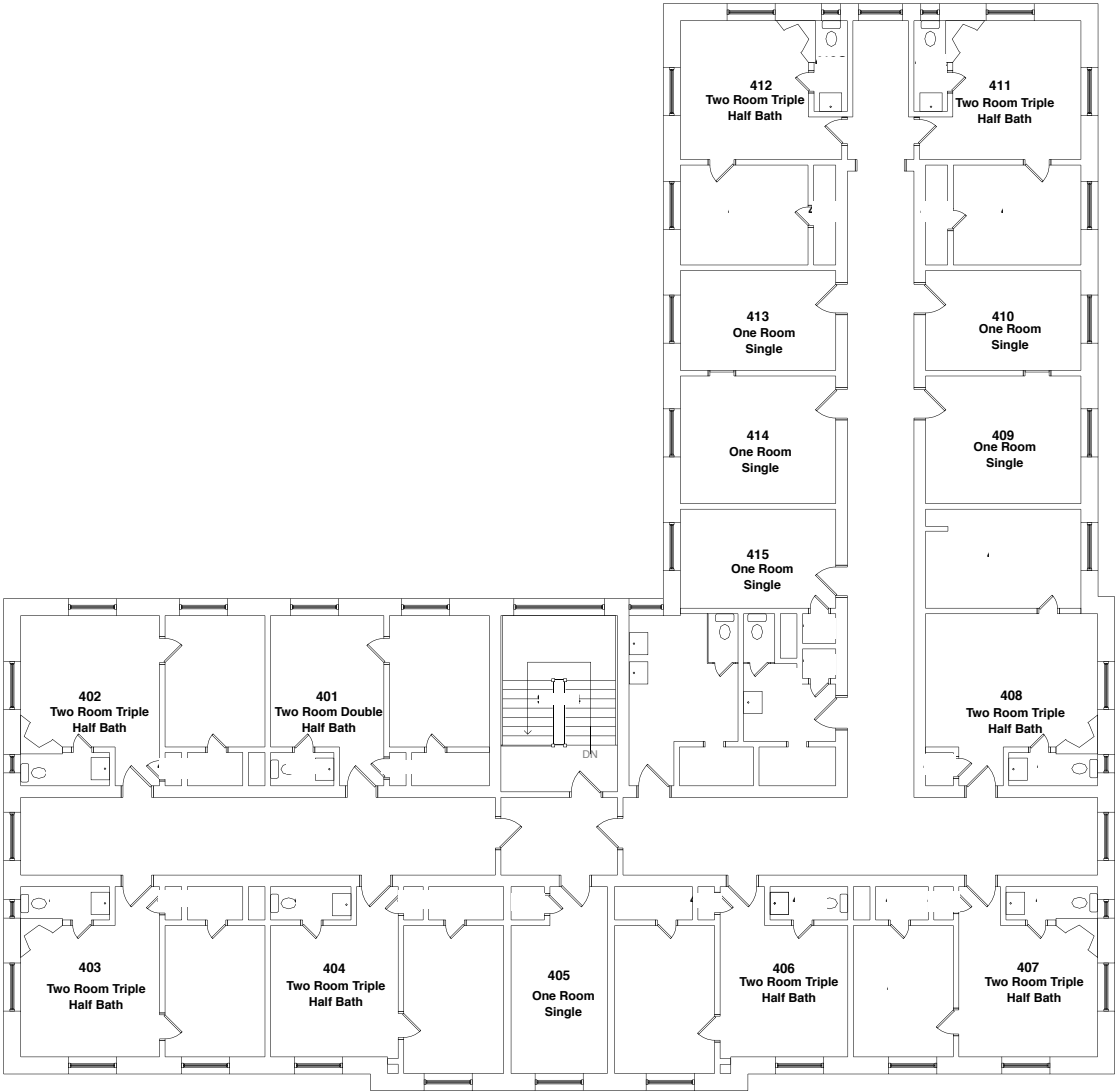 412
Two Room Triple
Half Bath
411
Two Room Triple
Half Bath
413
One Room
Single
410
One Room
Single
414
One Room
Single
409
One Room
Single
415
One Room
Single
402
Two Room Triple
Half Bath
401
Two Room Double
Half Bath
408
Two Room Triple
Half Bath
DN
403
Two Room Triple
Half Bath
404
Two Room Triple
Half Bath
405
One Room
Single
406
Two Room Triple
Half Bath
407
Two Room Triple
Half Bath